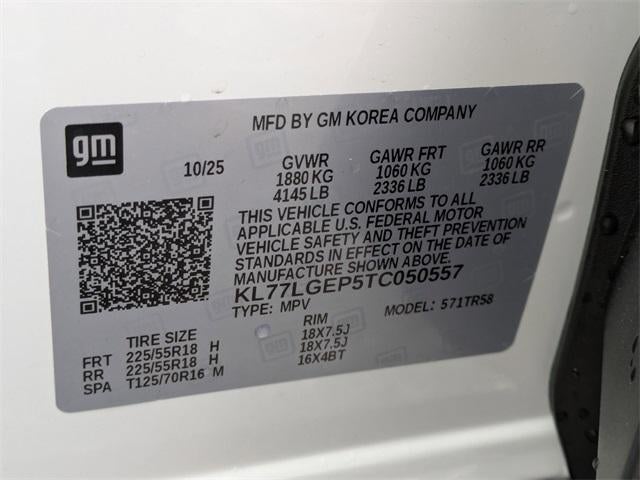 gm
MFD BY GM KOREA COMPANY
10/25 GVWR GAWR FRT GAWR RR
1880 KG 1060 KG 1060 KG
4145 LB 2336 LB 2336 LB
THIS VEHICLE CONFORMS TO ALL
APPLICABLE U.S. FEDERAL MOTOR
VEHICLE SAFETY AND THEFT PREVENTION
STANDARDS IN EFFECT ON THE DATE OF
MANUFACTURE SHOWN ABOVE.
KL77LGEP5TC050557
TYPE: MPV MODEL: 571TR58
TIRE SIZE RIM
FRT 225/55R18 H 18X7.5J
RR 225/55R18 H 18X7.5J
SPA T125/70R16 M 16X4BT